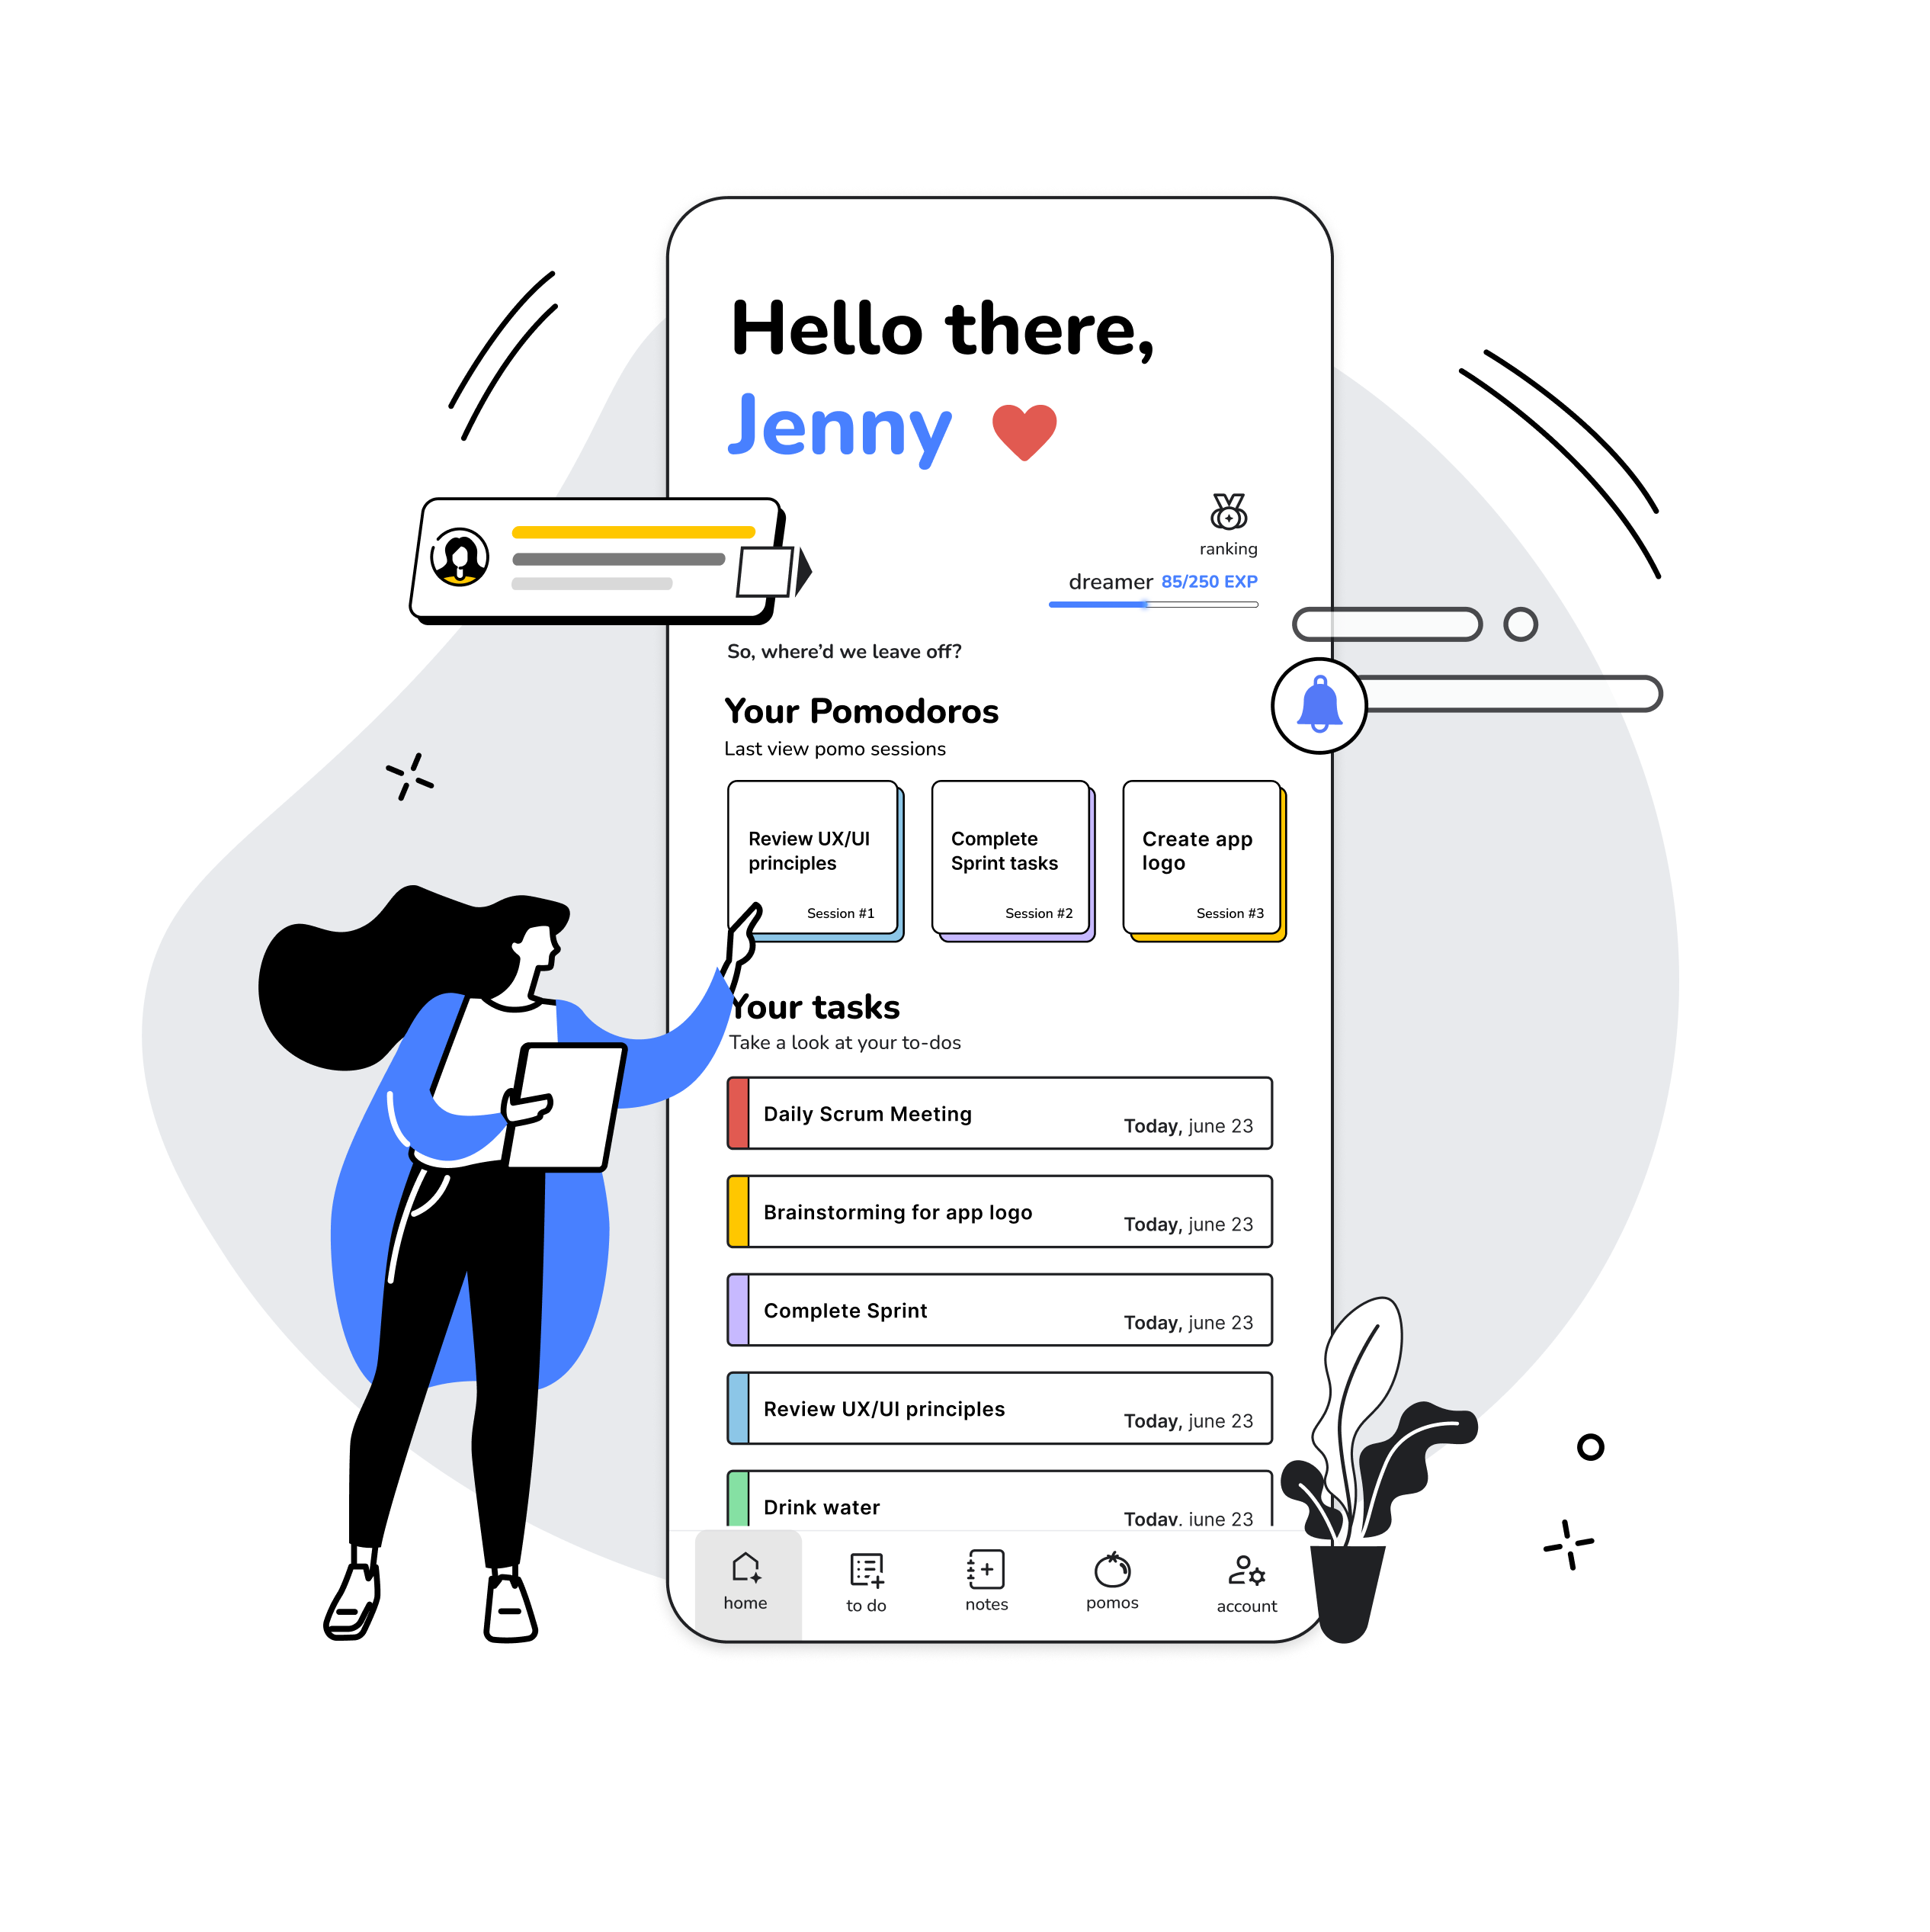 Hello there,
Jenny
ranking
dreamer 85/250 EXP
So, where'd we leave off?
Your Pomodoros
Last view pomo sessions
Review UX/UI
principles
Session #1
Complete
Sprint tasks
Session #2
Create app
logo
Session #3
Your tasks
Take a look at your to-dos
Daily Scrum Meeting
Today, june 23
Brainstorming for app logo
Today, june 23
Complete Sprint
Today, june 23
Review UX/UI principles
Today, june 23
Drink water
Today, june 23
home
to do
notes
pomos
account